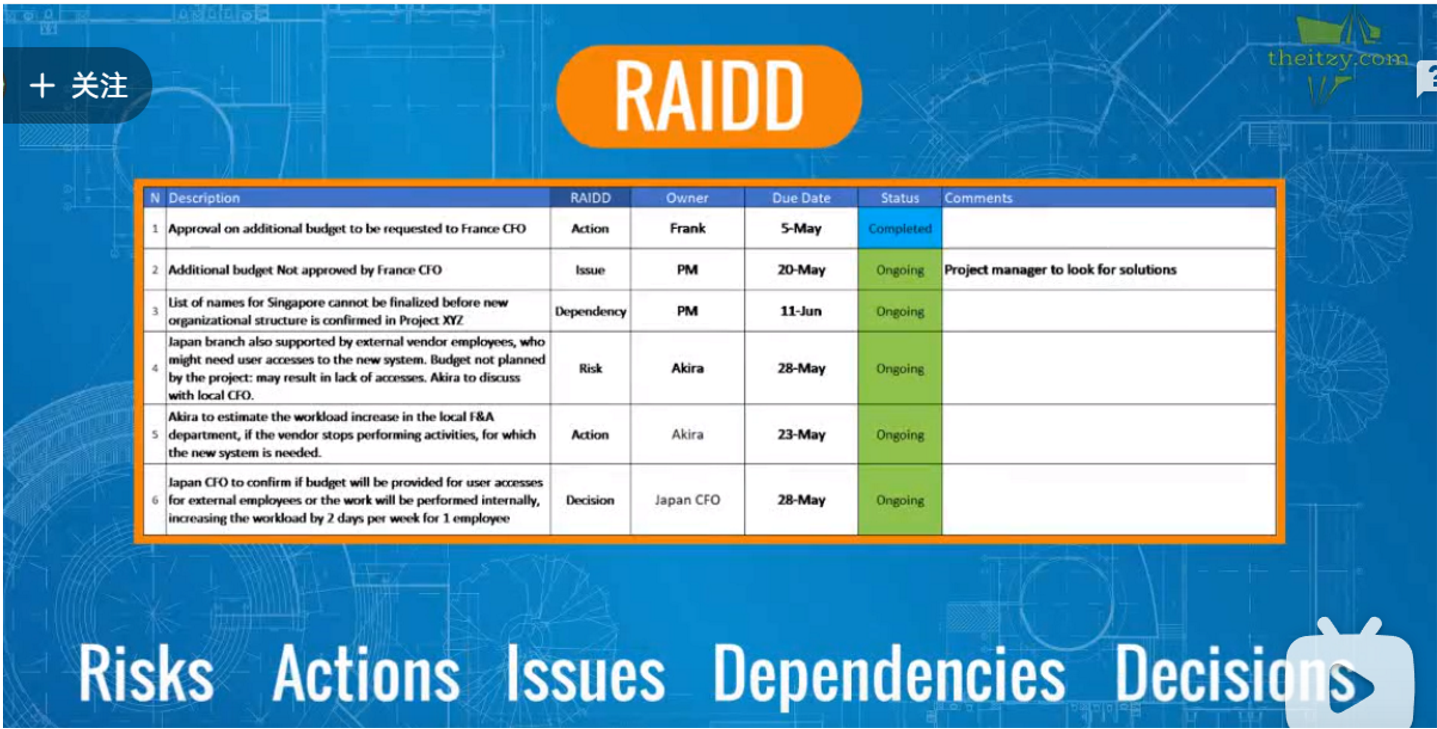 + 关注
RAIDD
theitzy.com
?
N Description RAIDD Owner Due Date Status Comments
1 Approval on additional budget to be requested to France CFO Action Frank 5-May Completed
2 Additional budget Not approved by France CFO Issue PM 20-May Ongoing Project manager to look for solutions
3 List of names for Singapore cannot be finalized before new
organizational structure is confirmed in Project XYZ Dependency PM 11-Jun Ongoing
4 Japan branch also supported by external vendor employees, who
might need user accesses to the new system. Budget not planned
by the project: may result in lack of accesses. Akira to discuss
with local CFO. Risk Akira 28-May Ongoing
5 Akira to estimate the workload increase in the local F&A
department, if the vendor stops performing activities, for which
the new system is needed. Action Akira 23-May Ongoing
6 Japan CFO to confirm if budget will be provided for user accesses
for external employees or the work will be performed internally,
increasing the workload by 2 days per week for 1 employee Decision Japan CFO 28-May Ongoing
Risks Actions Issues Dependencies Decisions